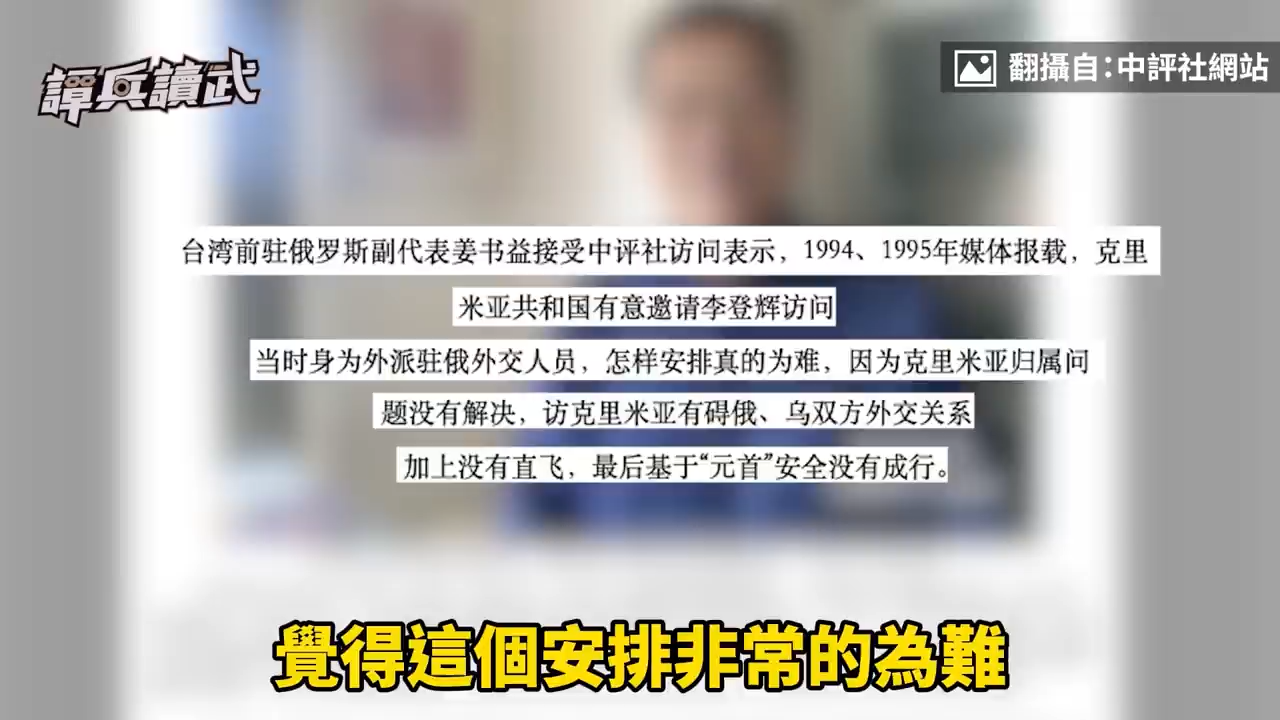 譚兵讀武
翻攝自：中評社網站
台湾前驻俄罗斯副代表姜书益接受中评社访问表示，1994、1995年媒体报载，克里
米亚共和国有意邀请李登辉访问
当时身为外派驻俄外交人员，怎样安排真的为难，因为克里米亚归属问
题没有解决，访克里米亚有碍俄、乌双方外交关系
加上没有直飞，最后基于“元首”安全没有成行。
覺得這個安排非常的為難